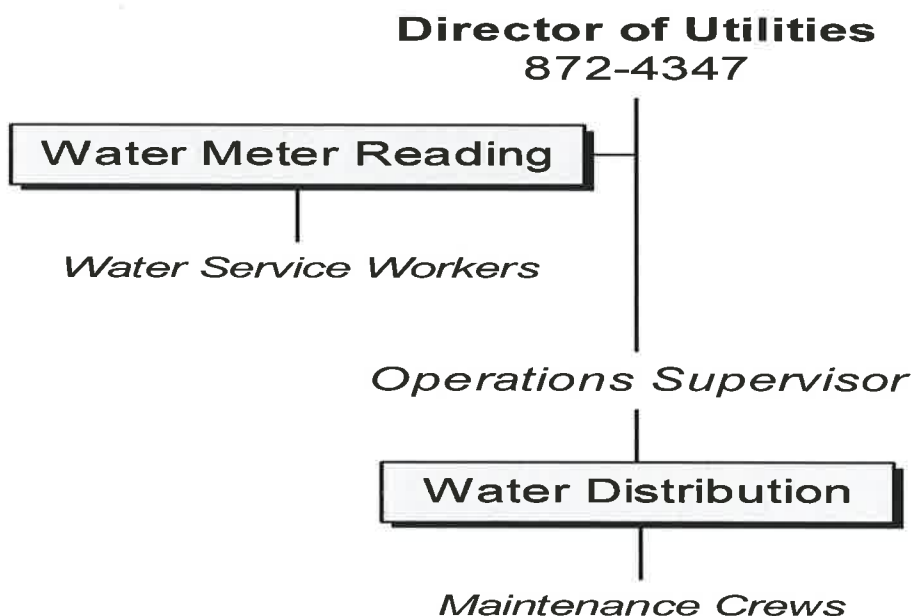 Director of Utilities
872-4347
Water Meter Reading
Water Service Workers
Operations Supervisor
Water Distribution
Maintenance Crews